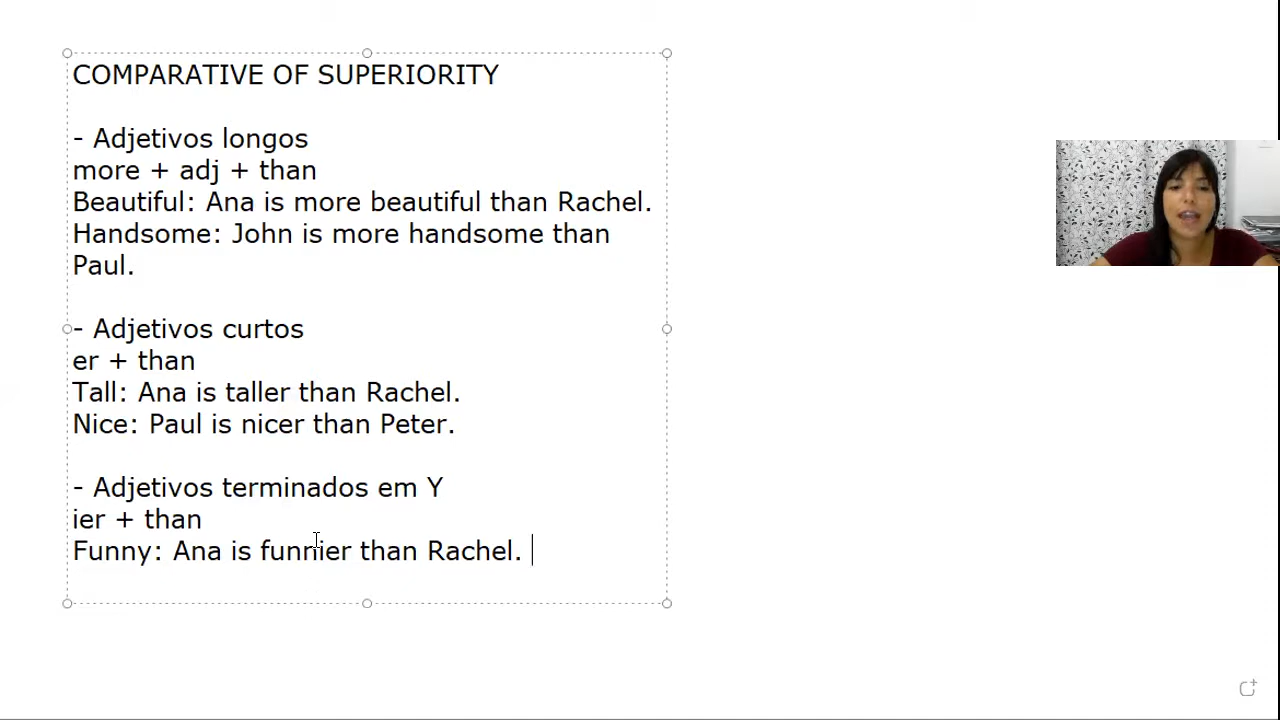 COMPARATIVE OF SUPERIORITY
- Adjetivos longos
more + adj + than
Beautiful: Ana is more beautiful than Rachel.
Handsome: John is more handsome than
Paul.
- Adjetivos curtos
er + than
Tall: Ana is taller than Rachel.
Nice: Paul is nicer than Peter.
- Adjetivos terminados em Y
ier + than
Funny: Ana is funnier than Rachel.